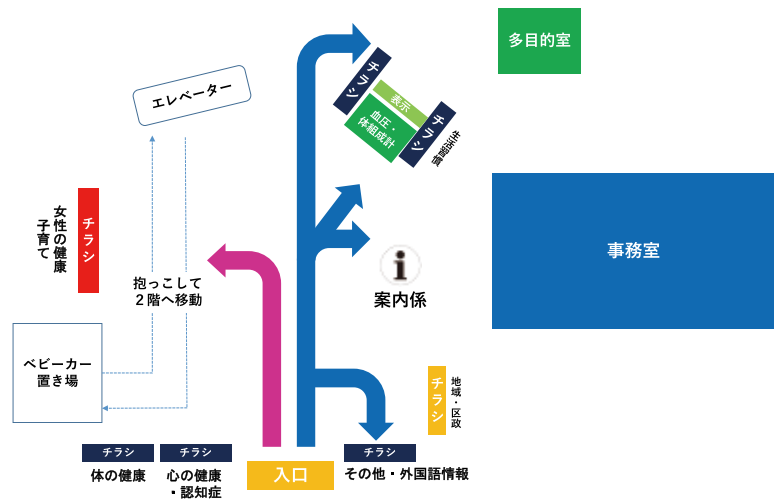 多目的室
チラシ
エレベーター
表示
血圧・
体組成計
チラシ
生活習慣
チラシ
女性の健康
子育て
事務室
抱っこして
２階へ移動
案内係
ベビーカー
置き場
チラシ
地域・区政
チラシ
体の健康
チラシ
心の健康
・認知症
入口
チラシ
その他・外国語情報